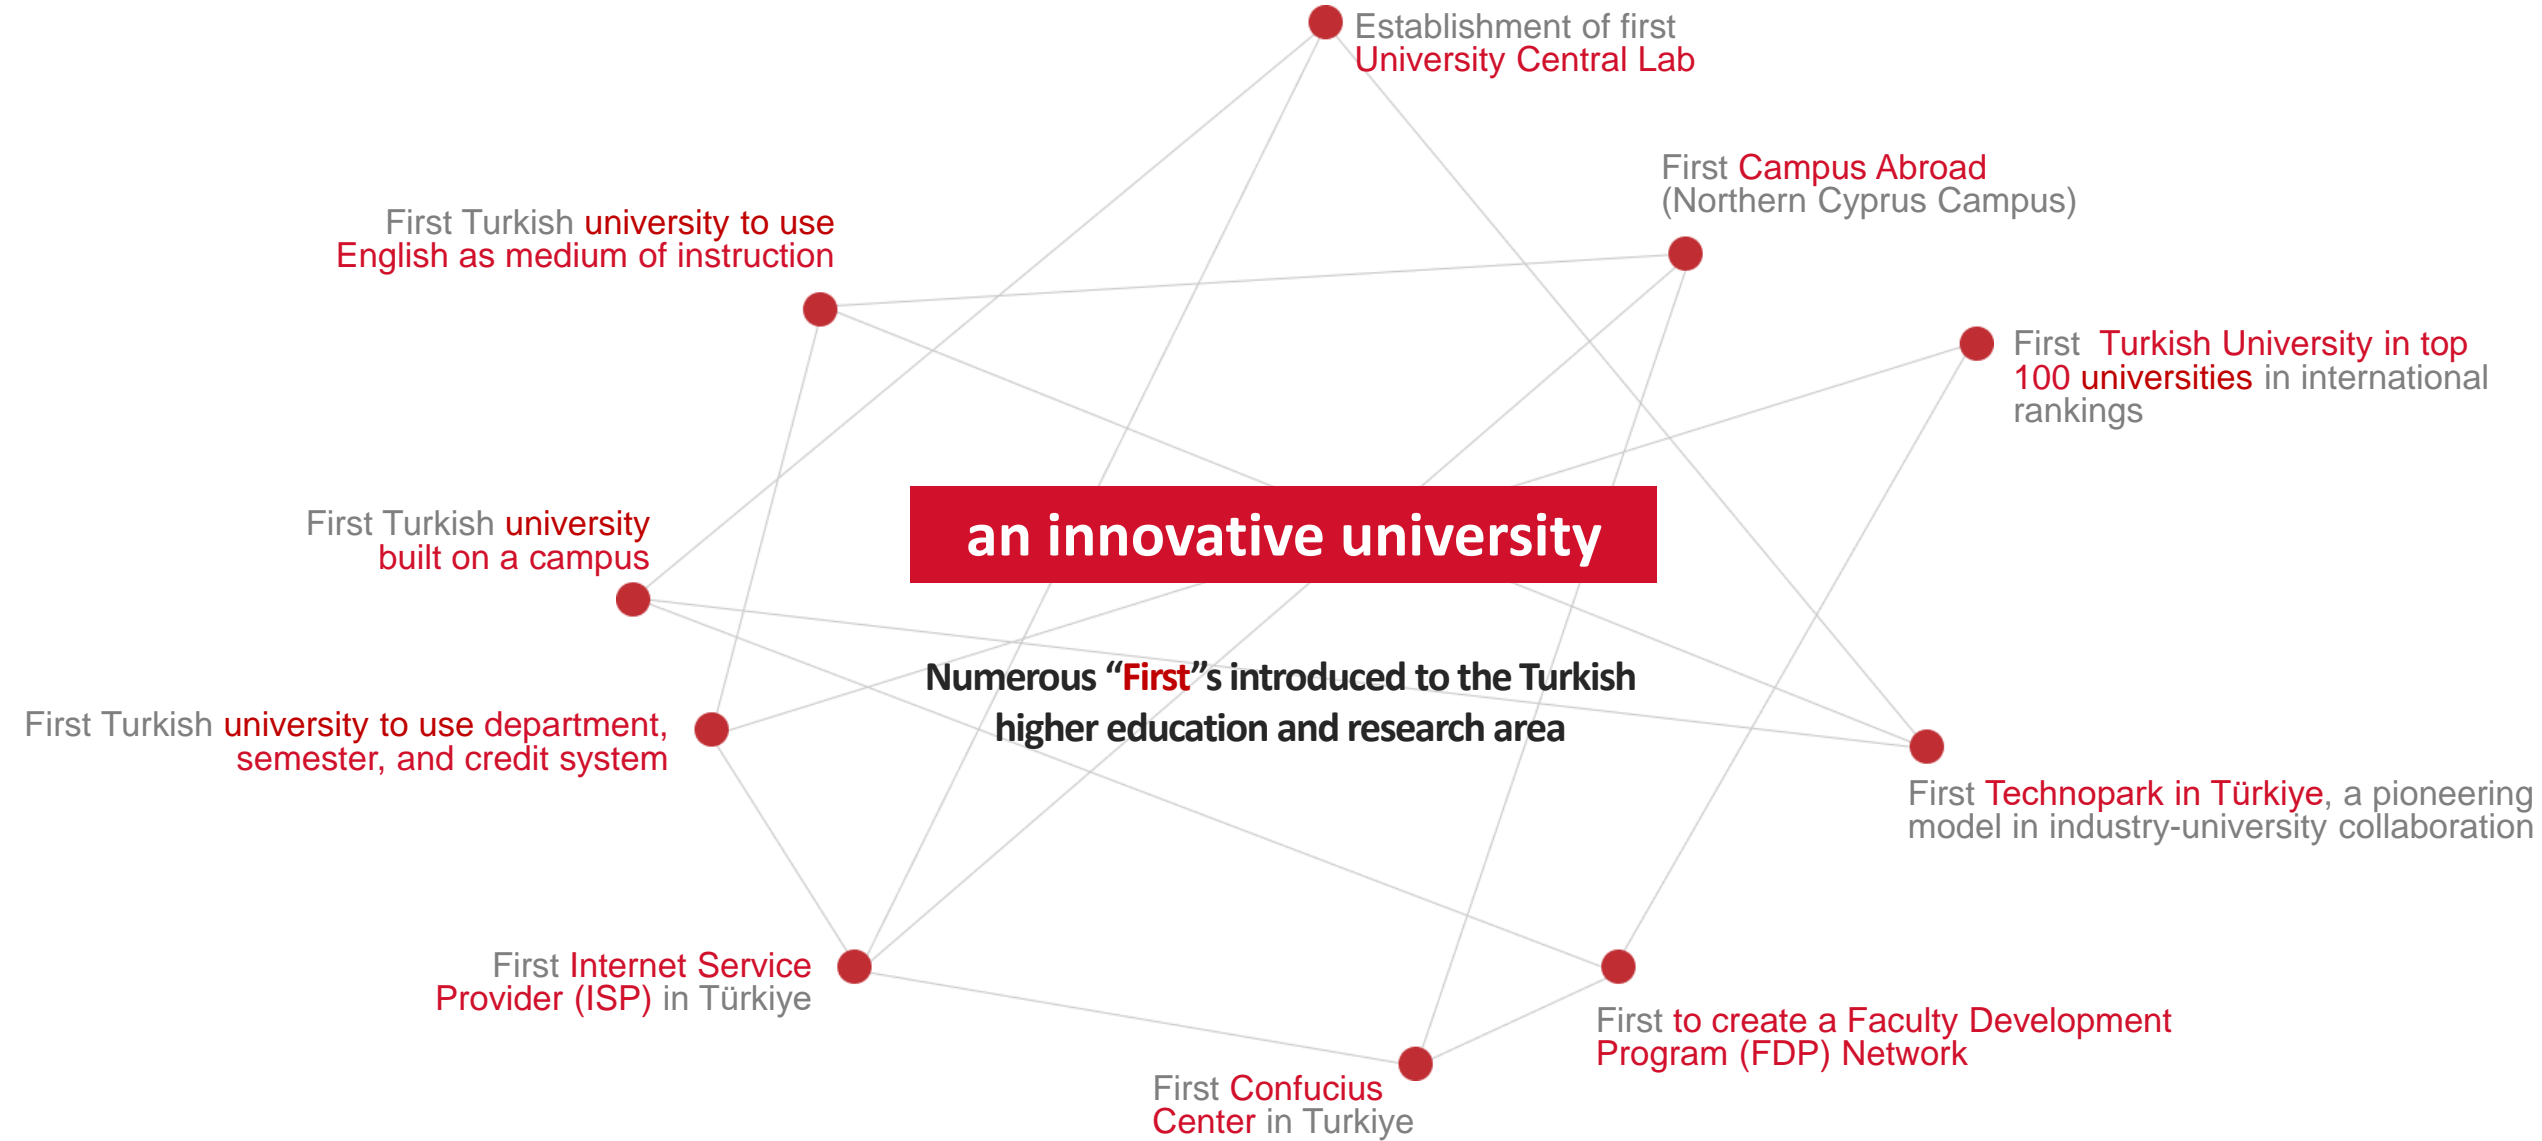 Establishment of first
University Central Lab
First Campus Abroad
(Northern Cyprus Campus)
First Turkish university to use
English as medium of instruction
First Turkish University in top
100 universities in international
rankings
First Turkish university
built on a campus
an innovative university
Numerous “First”s introduced to the Turkish
higher education and research area
First Turkish university to use department,
semester, and credit system
First Technopark in Türkiye, a pioneering
model in industry-university collaboration
First Internet Service
Provider (ISP) in Türkiye
First to create a Faculty Development
Program (FDP) Network
First Confucius
Center in Turkiye